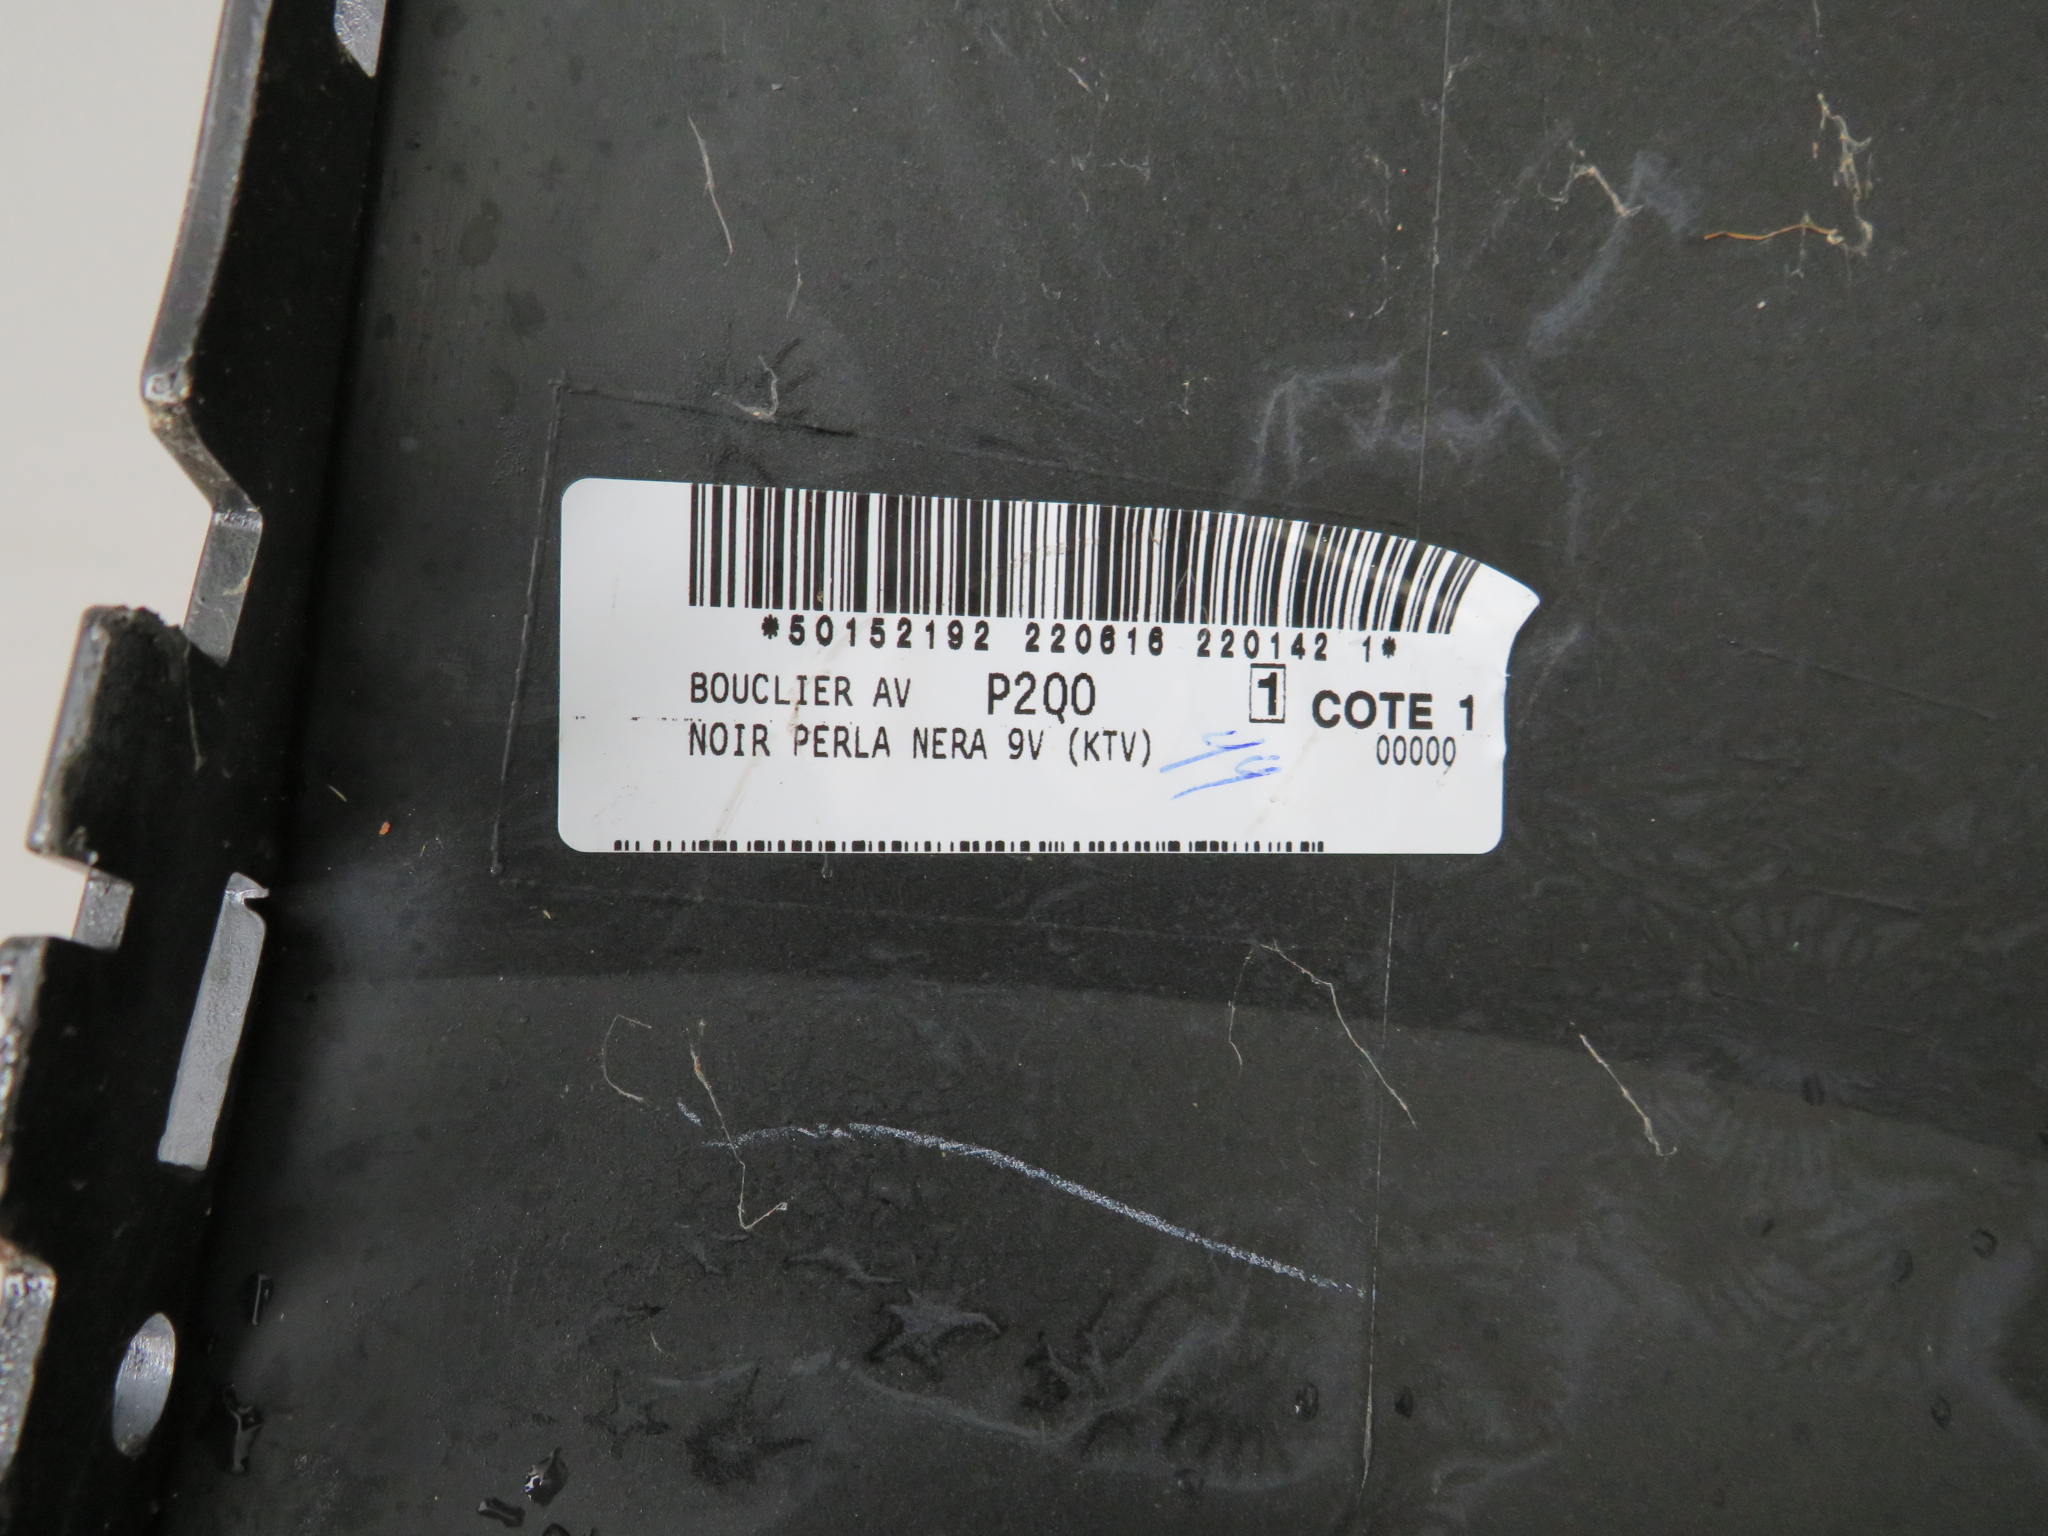 *50152192 220616 220142 1*
BOUCLIER AV P2Q0 1 COTE 1
NOIR PERLA NERA 9V (KTV) 00000